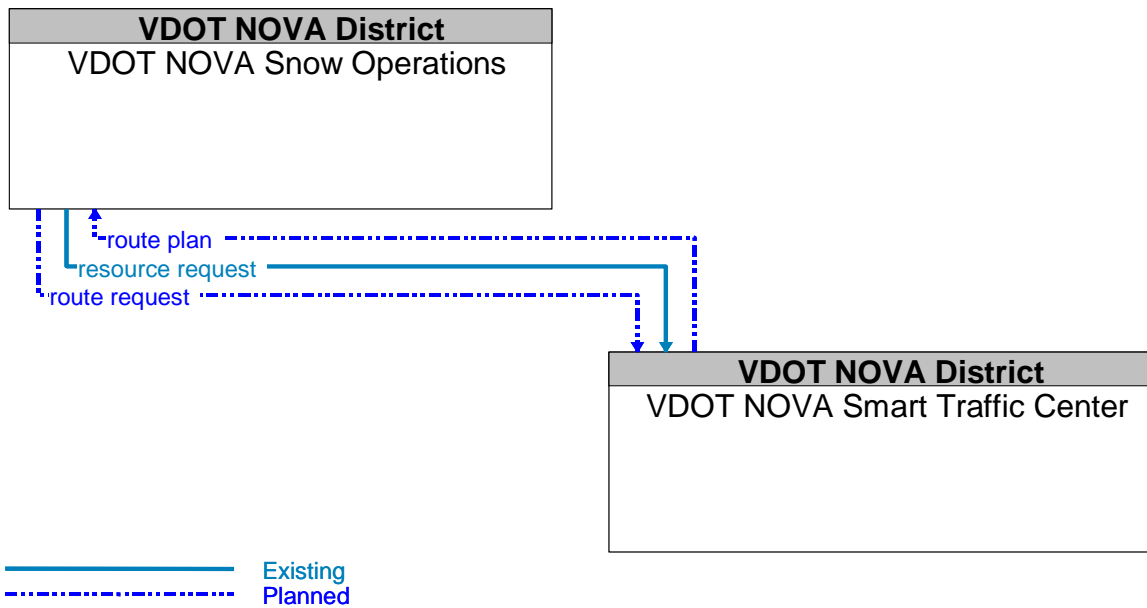 VDOT NOVA District
VDOT NOVA Snow Operations
route plan
resource request
route request
VDOT NOVA District
VDOT NOVA Smart Traffic Center
Existing
Planned